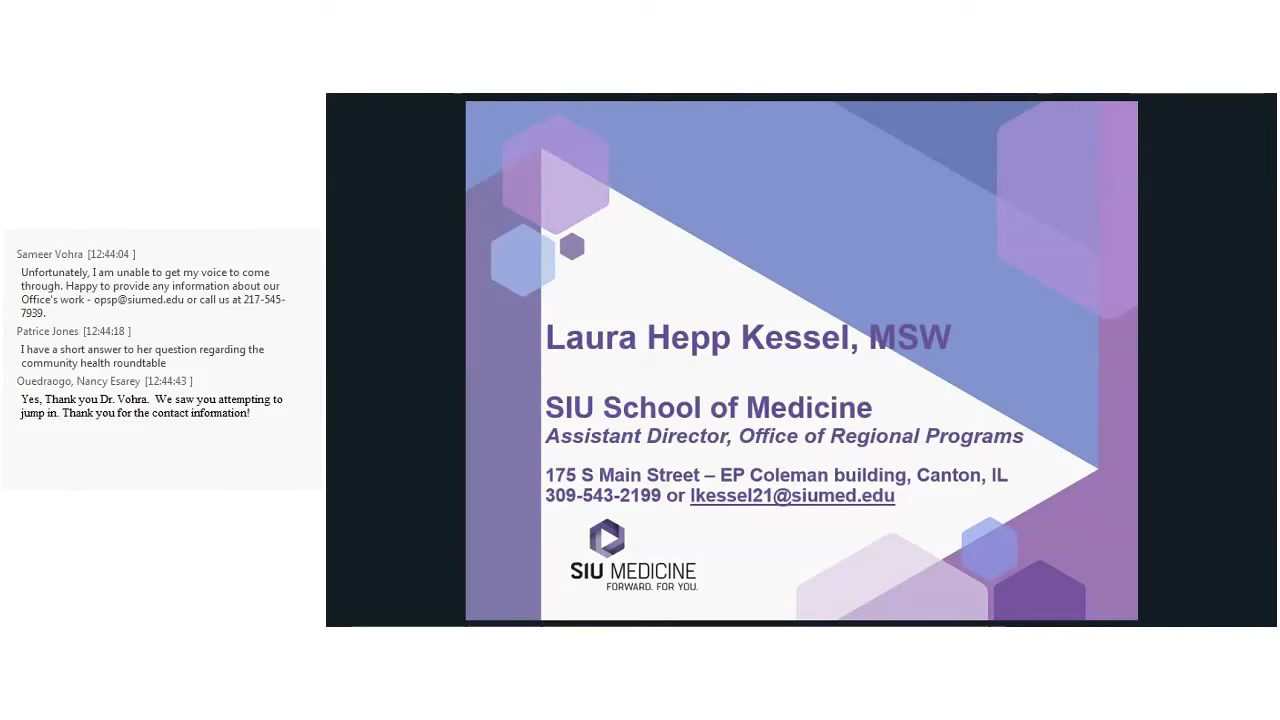 Sameer Vohra [12:44:04 ]
Unfortunately, I am unable to get my voice to come
through. Happy to provide any information about our
Office's work - opsp@siumed.edu or call us at 217-545-
7939.
Patrice Jones [12:44:18 ]
I have a short answer to her question regarding the
community health roundtable
Ouedraogo, Nancy Esarey [12:44:43 ]
Yes, Thank you Dr. Vohra. We saw you attempting to
jump in. Thank you for the contact information!
Laura Hepp Kessel, MSW
SIU School of Medicine
Assistant Director, Office of Regional Programs
175 S Main Street – EP Coleman building, Canton, IL
309-543-2199 or lkessel21@siumed.edu
SIU MEDICINE
FORWARD. FOR YOU.